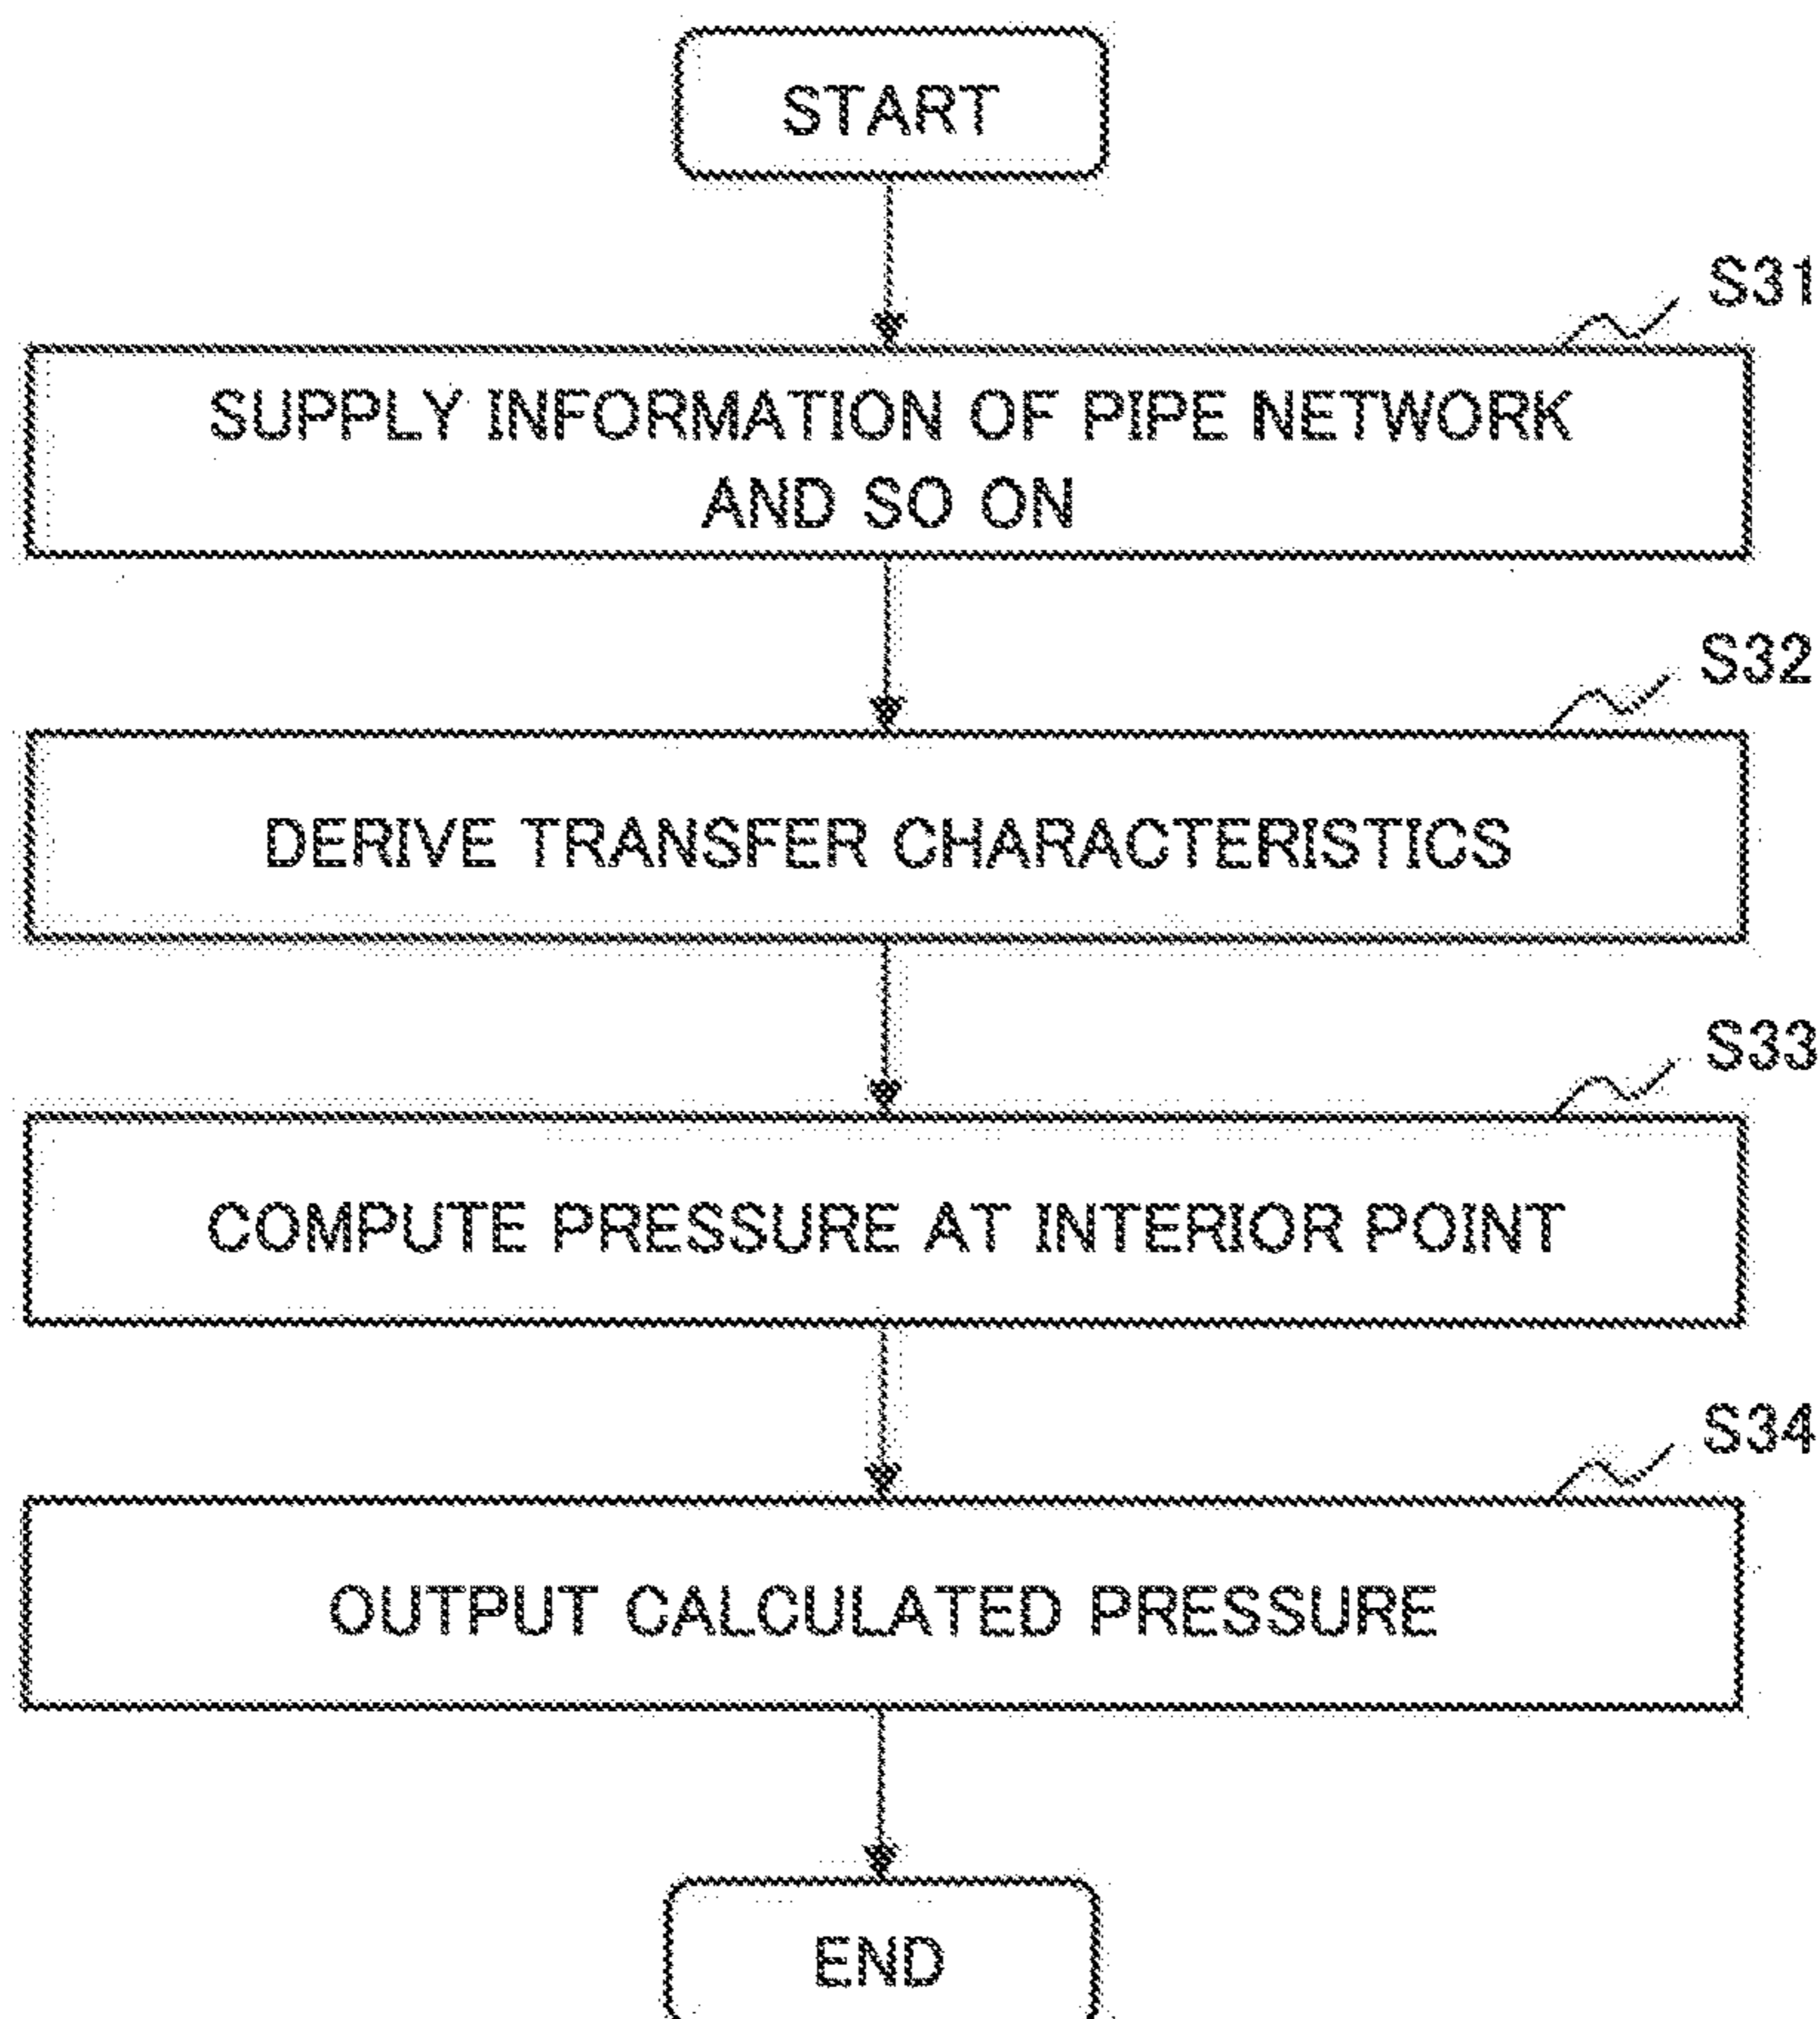 START
S31
SUPPLY INFORMATION OF PIPE NETWORK
AND SO ON
S32
DERIVE TRANSFER CHARACTERISTICS
S33
COMPUTE PRESSURE AT INTERIOR POINT
S34
OUTPUT CALCULATED PRESSURE
END